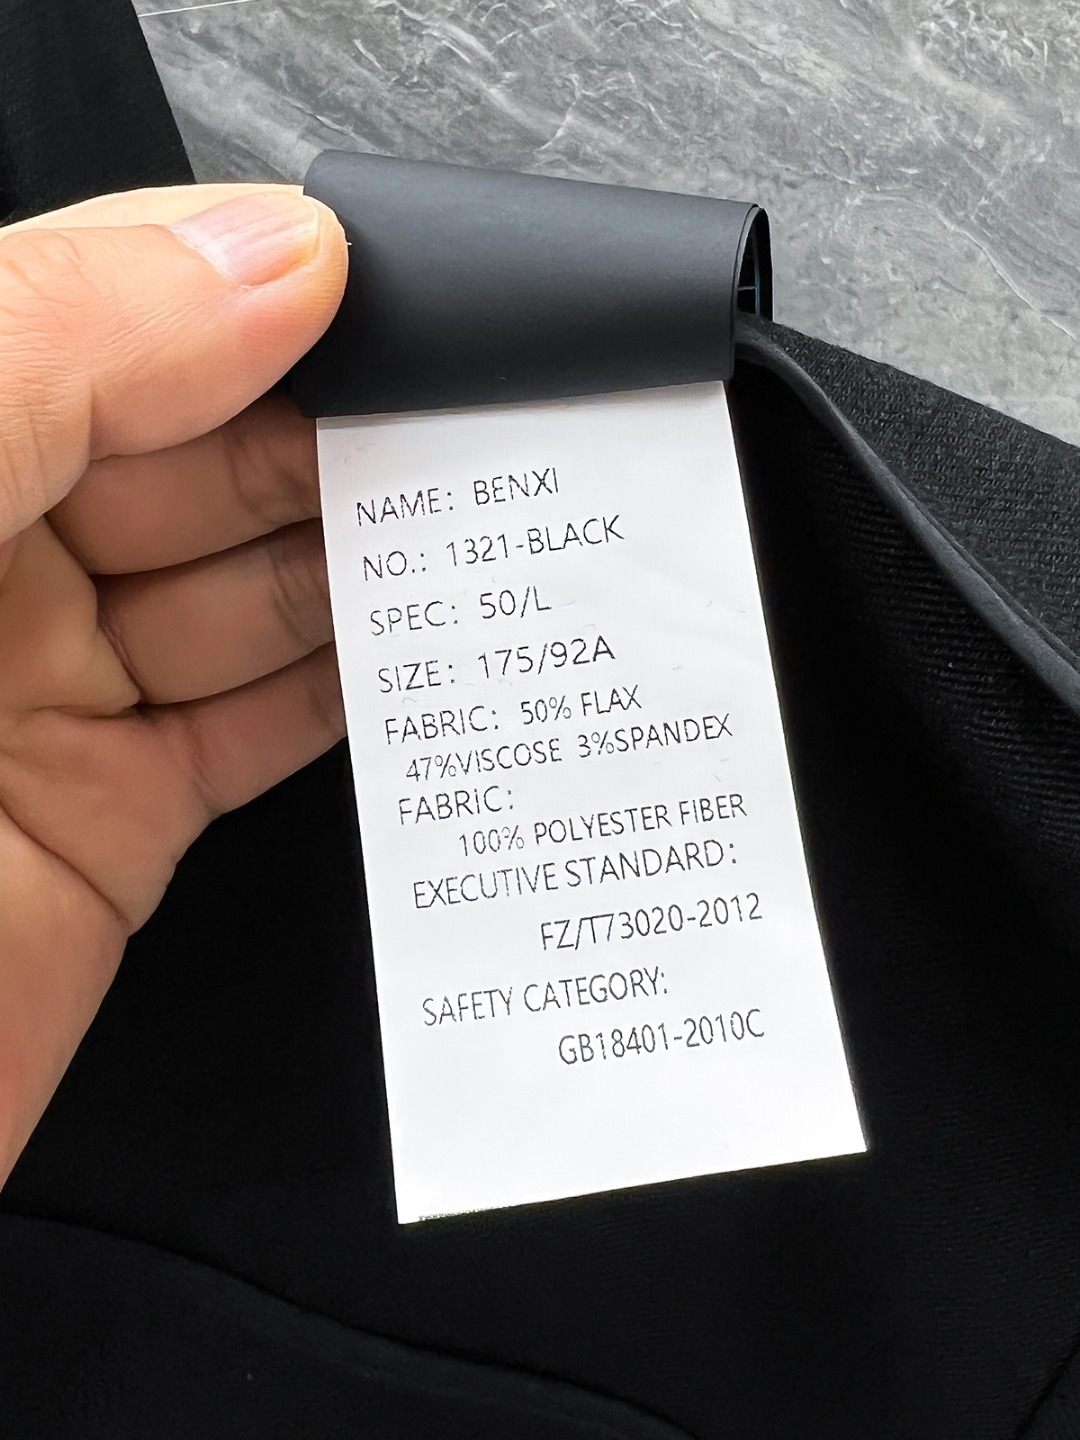 NAME: BENXI
NO.: 1321-BLACK
SPEC: 50/L
SIZE: 175/92A
FABRIC: 50% FLAX
47%VISCOSE 3%SPANDEX
FABRIC:
100% POLYESTER FIBER
EXECUTIVE STANDARD:
FZ/T73020-2012
SAFETY CATEGORY:
GB18401-2010C